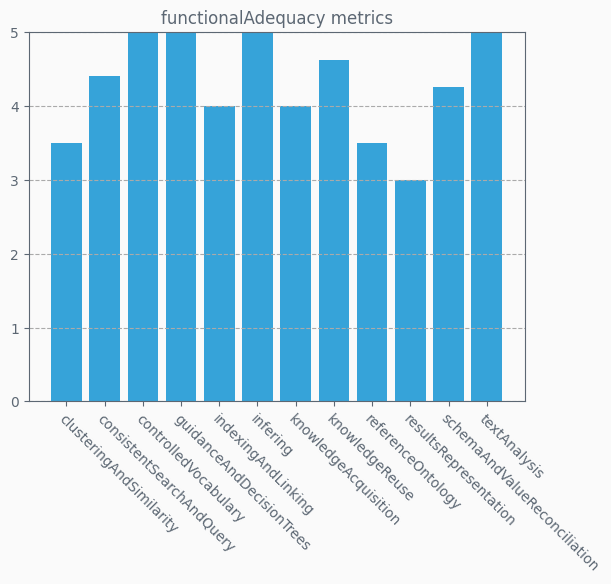 functionalAdequacy metrics
5
4
3
2
1
0
clusteringAndSimilarity
consistentSearchAndQuery
controlledVocabulary
guidanceAndDecisionTrees
indexingAndLinking
infering
knowledgeAcquisition
knowledgeReuse
referenceOntology
resultsRepresentation
schemaAndValueReconciliation
textAnalysis